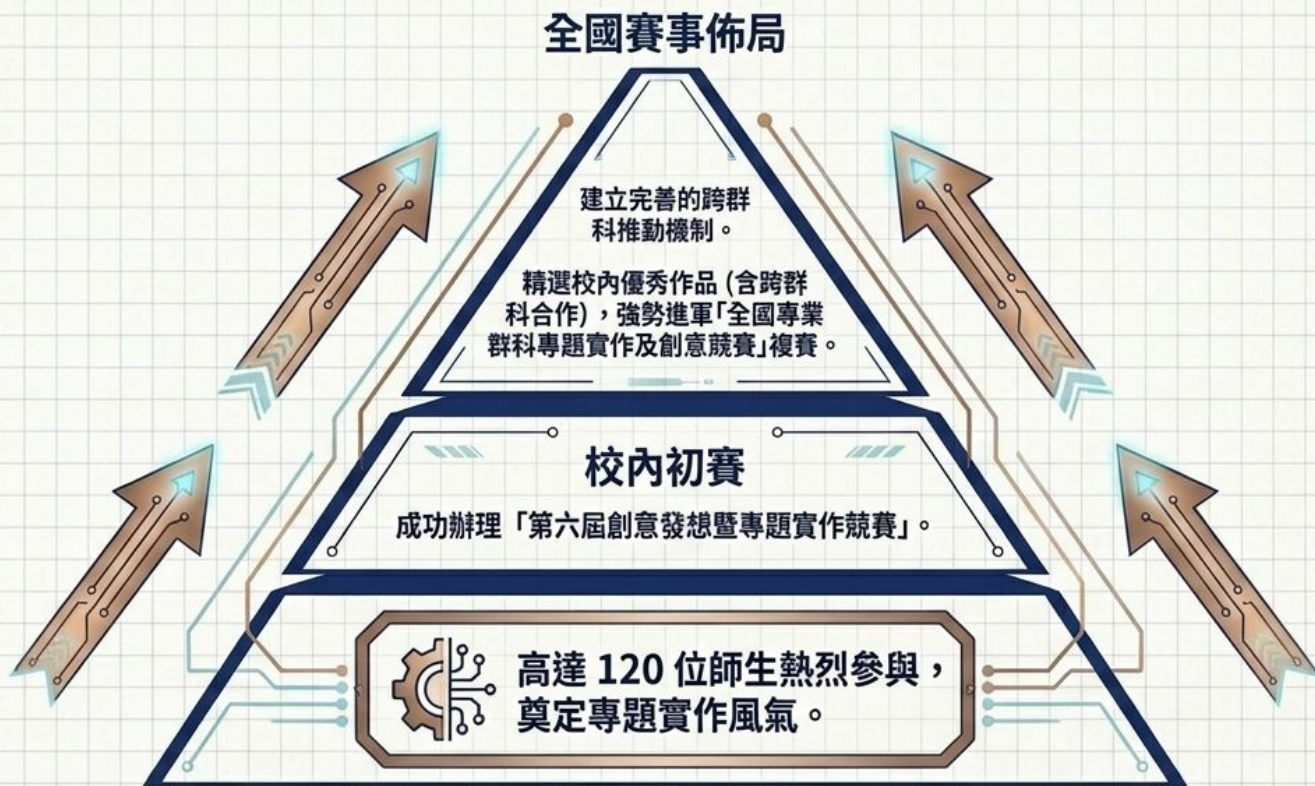 全國賽事佈局
建立完善的跨群
科推動機制。
精選校內優秀作品 (含跨群
科合作)，強勢進軍「全國專業
群科專題實作及創意競賽」複賽。
校內初賽
成功辦理「第六屆創意發想暨專題實作競賽」。
高達 120 位師生熱烈參與，
奠定專題實作風氣。